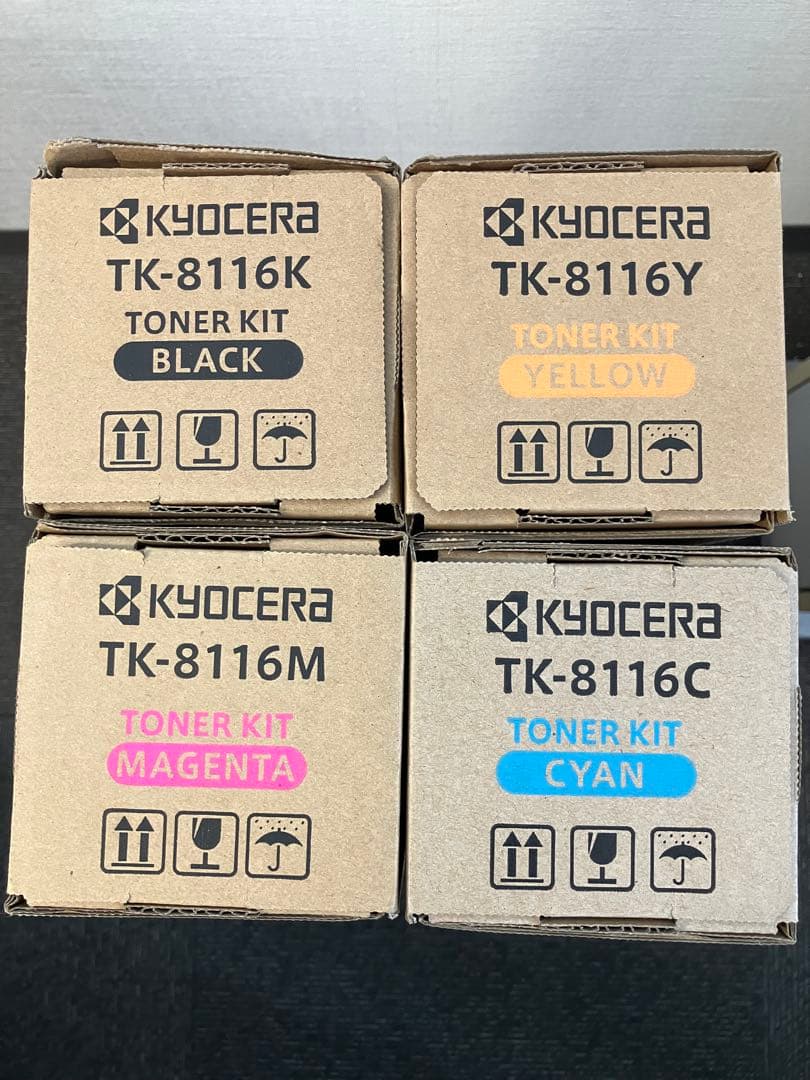 KYOCERA
TK-8116K
TONER KIT
BLACK
KYOCERA
TK-8116Y
TONER KIT
YELLOW
KYOCERA
TK-8116M
TONER KIT
MAGENTA
KYOCERA
TK-8116C
TONER KIT
CYAN